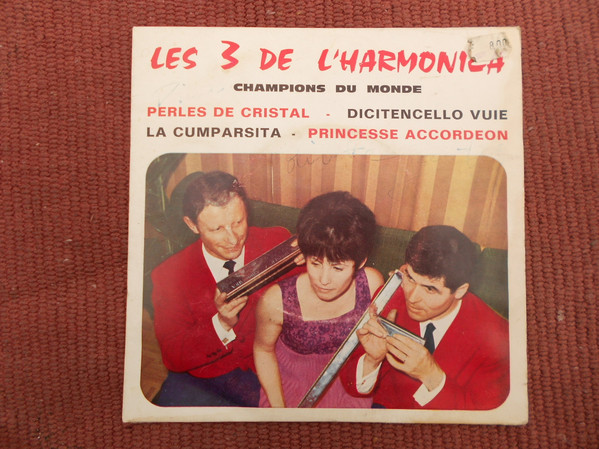 LES 3 DE L'HARMONICA
CHAMPIONS DU MONDE
PERLES DE CRISTAL - DICITENCELLO VUIE
LA CUMPARSITA - PRINCESSE ACCORDEON